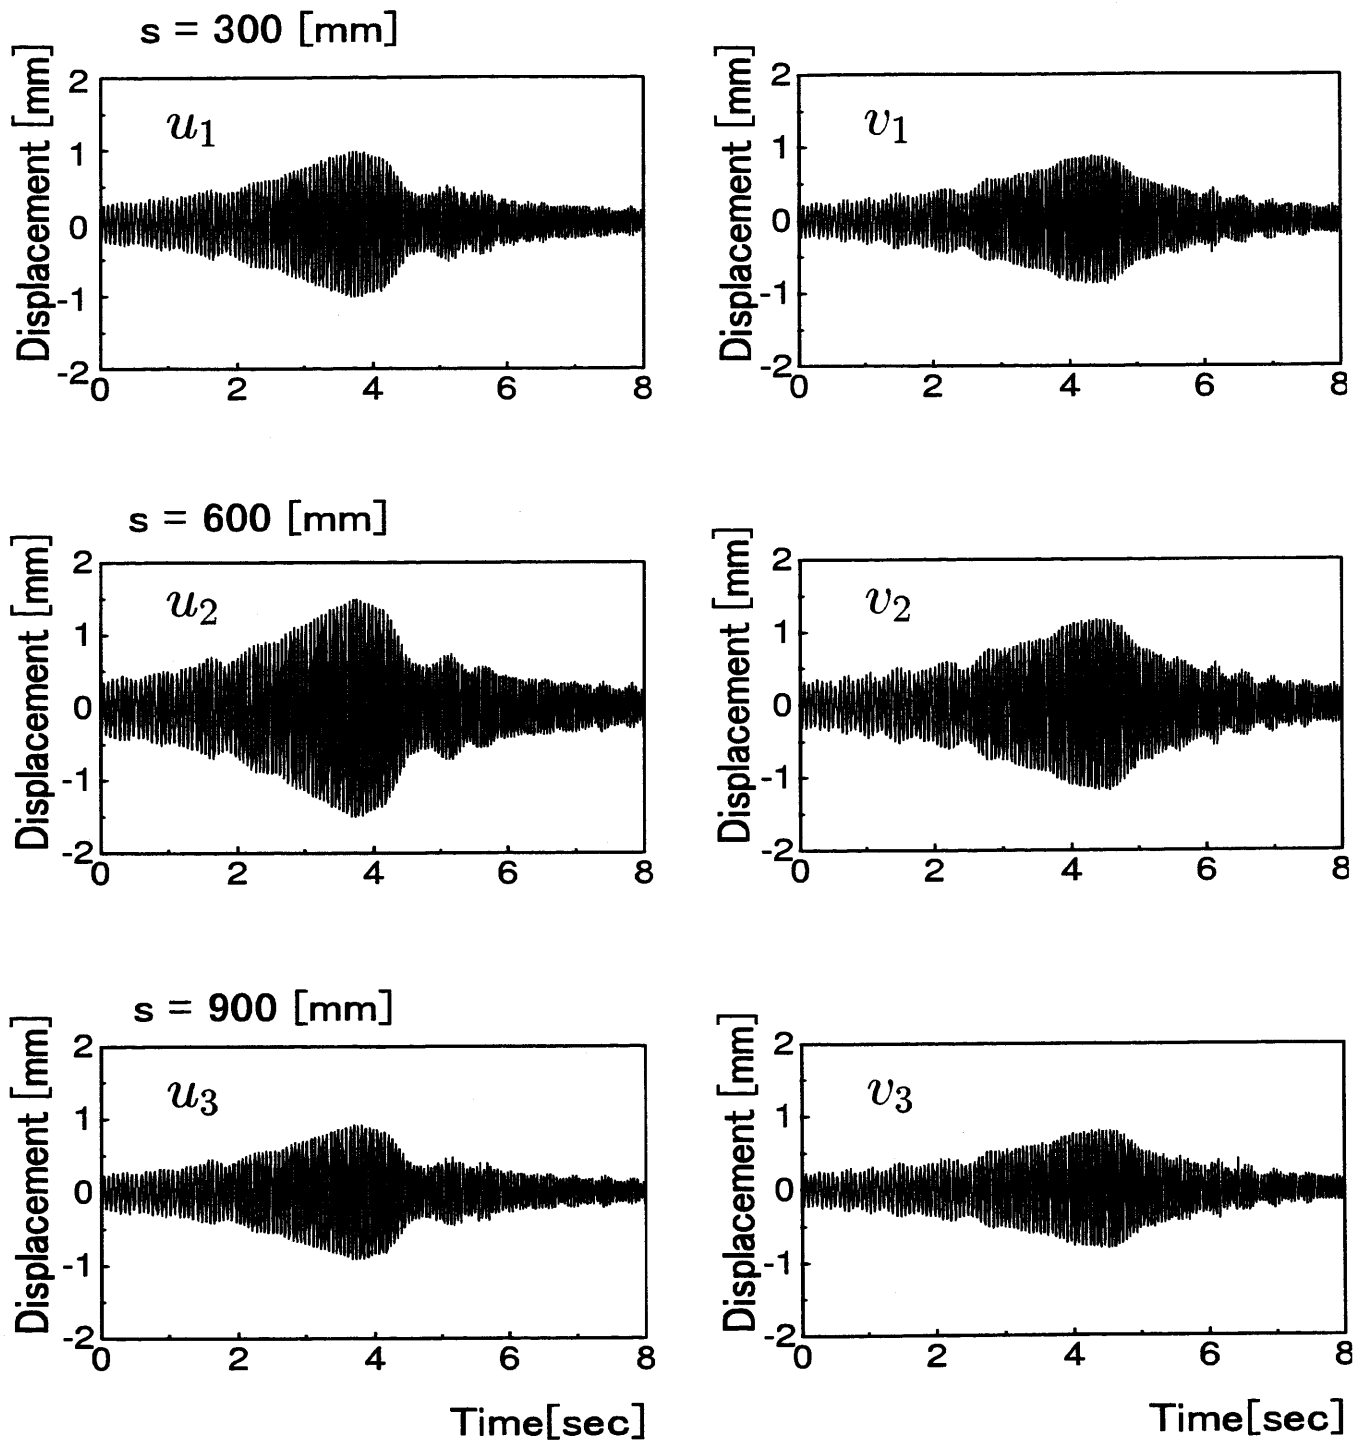 s = 300 [mm]
Displacement [mm]
2
1
0
-1
-2
u1
0 2 4 6 8
Displacement [mm]
2
1
0
-1
-2
v1
0 2 4 6 8
s = 600 [mm]
Displacement [mm]
2
1
0
-1
-2
u2
0 2 4 6 8
Displacement [mm]
2
1
0
-1
-2
v2
0 2 4 6 8
s = 900 [mm]
Displacement [mm]
2
1
0
-1
-2
u3
0 2 4 6 8
Time[sec]
Displacement [mm]
2
1
0
-1
-2
v3
0 2 4 6 8
Time[sec]